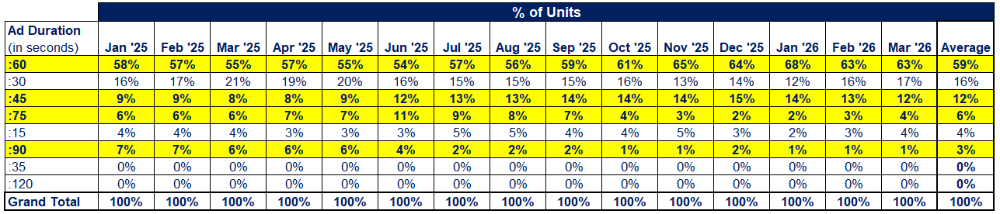 % of Units
Ad Duration
(in seconds) Jan '25 Feb '25 Mar '25 Apr '25 May '25 Jun '25 Jul '25 Aug '25 Sep '25 Oct '25 Nov '25 Dec '25 Jan '26 Feb '26 Mar '26 Average
:60 58% 57% 55% 57% 55% 54% 57% 56% 59% 61% 65% 64% 68% 63% 63% 59%
:30 16% 17% 21% 19% 20% 16% 15% 15% 15% 16% 13% 14% 12% 16% 17% 16%
:45 9% 9% 8% 8% 9% 12% 13% 13% 14% 14% 14% 15% 14% 13% 12% 12%
:75 6% 6% 6% 7% 7% 11% 9% 8% 7% 4% 3% 2% 2% 3% 4% 6%
:15 4% 4% 4% 3% 3% 3% 5% 5% 4% 4% 5% 3% 2% 3% 4% 4%
:90 7% 7% 6% 6% 6% 4% 2% 2% 2% 1% 1% 2% 1% 1% 1% 3%
:35 0% 0% 0% 0% 0% 0% 0% 0% 0% 0% 0% 0% 0% 0% 0% 0%
:120 0% 0% 0% 0% 0% 0% 0% 0% 0% 0% 0% 0% 0% 0% 0% 0%
Grand Total 100% 100% 100% 100% 100% 100% 100% 100% 100% 100% 100% 100% 100% 100% 100% 100%